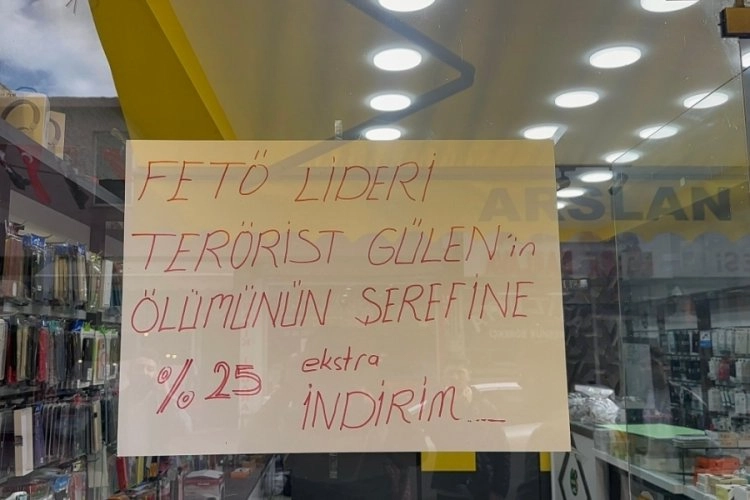 FETÖ LİDERİ
TERÖRİST GÜLEN'in
ÖLÜMÜNÜN ŞEREFİNE
%25 ekstra
İNDİRİM....
ARSLAN